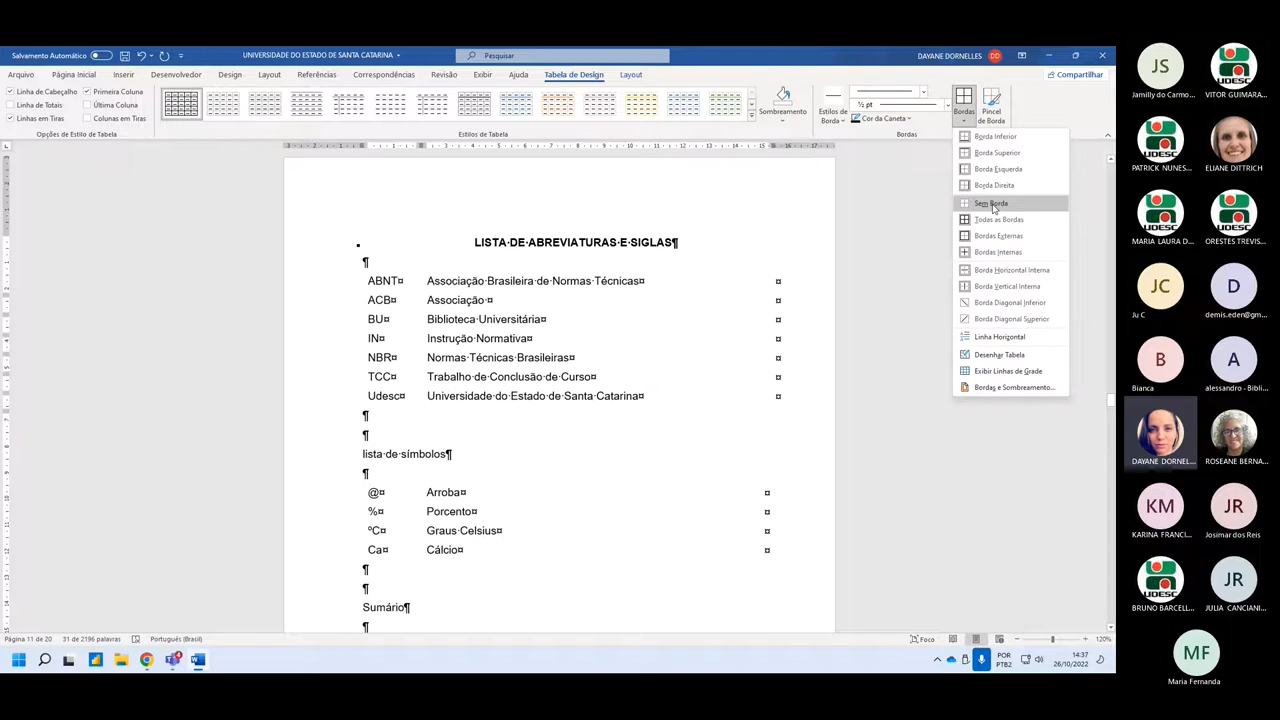 Salvamento Automático
UNIVERSIDADE DO ESTADO DE SANTA CATARINA
Pesquisar
DAYANE DORNELLES DD
Arquivo Página Inicial Inserir Desenvolvedor Design Layout Referências Correspondências Revisão Exibir Ajuda Tabela de Design Layout
Compartilhar
Linha de Cabeçalho Primeira Coluna
Linha de Totais Última Coluna
Linhas em Tiras Colunas em Tiras
Opções de Estilo de Tabela
Estilos de Tabela
Sombreamento
Estilos de Borda
½ pt
Cor da Caneta
Bordas
Pincel de Borda
Bordas
Borda Inferior
Borda Superior
Borda Esquerda
Borda Direita
Sem Borda
Todas as Bordas
Bordas Externas
Bordas Internas
Borda Horizontal Interna
Borda Vertical Interna
Borda Diagonal Inferior
Borda Diagonal Superior
Linha Horizontal
Desenhar Tabela
Exibir Linhas de Grade
Bordas e Sombreamento...
LISTA·DE·ABREVIATURAS·E·SIGLAS¶
¶
ABNT¤ Associação·Brasileira·de·Normas·Técnicas¤ ¤
ACB¤ Associação·¤ ¤
BU¤ Biblioteca·Universitária¤ ¤
IN¤ Instrução·Normativa¤ ¤
NBR¤ Normas·Técnicas·Brasileiras¤ ¤
TCC¤ Trabalho·de·Conclusão·de·Curso¤ ¤
Udesc¤ Universidade·do·Estado·de·Santa·Catarina¤ ¤
¶
¶
lista·de·símbolos¶
¶
@¤ Arroba¤ ¤
%¤ Porcento¤ ¤
ºC¤ Graus·Celsius¤ ¤
Ca¤ Cálcio¤ ¤
¶
¶
Sumário¶
¶
Página 11 de 20 31 de 2196 palavras Português (Brasil)
Foco
120%
POR
PTB2
14:37
26/10/2022
JS
Jamilly do Carmo...
UDESC
VITOR GUIMARA...
UDESC
PATRICK NUNES...
ELIANE DITTRICH
UDESC
MARIA LAURA D...
UDESC
ORESTES TREVIS...
JC
Ju C
D
demis.eden@gm...
B
Bianca
A
alessandro - Bibli...
DAYANE DORNEL...
ROSEANE BERNA...
KM
KARINA FRANCI...
JR
Josimar dos Reis
UDESC
BRUNO BARCELL...
JR
JULIA CANCIANI...
MF
Maria Fernanda